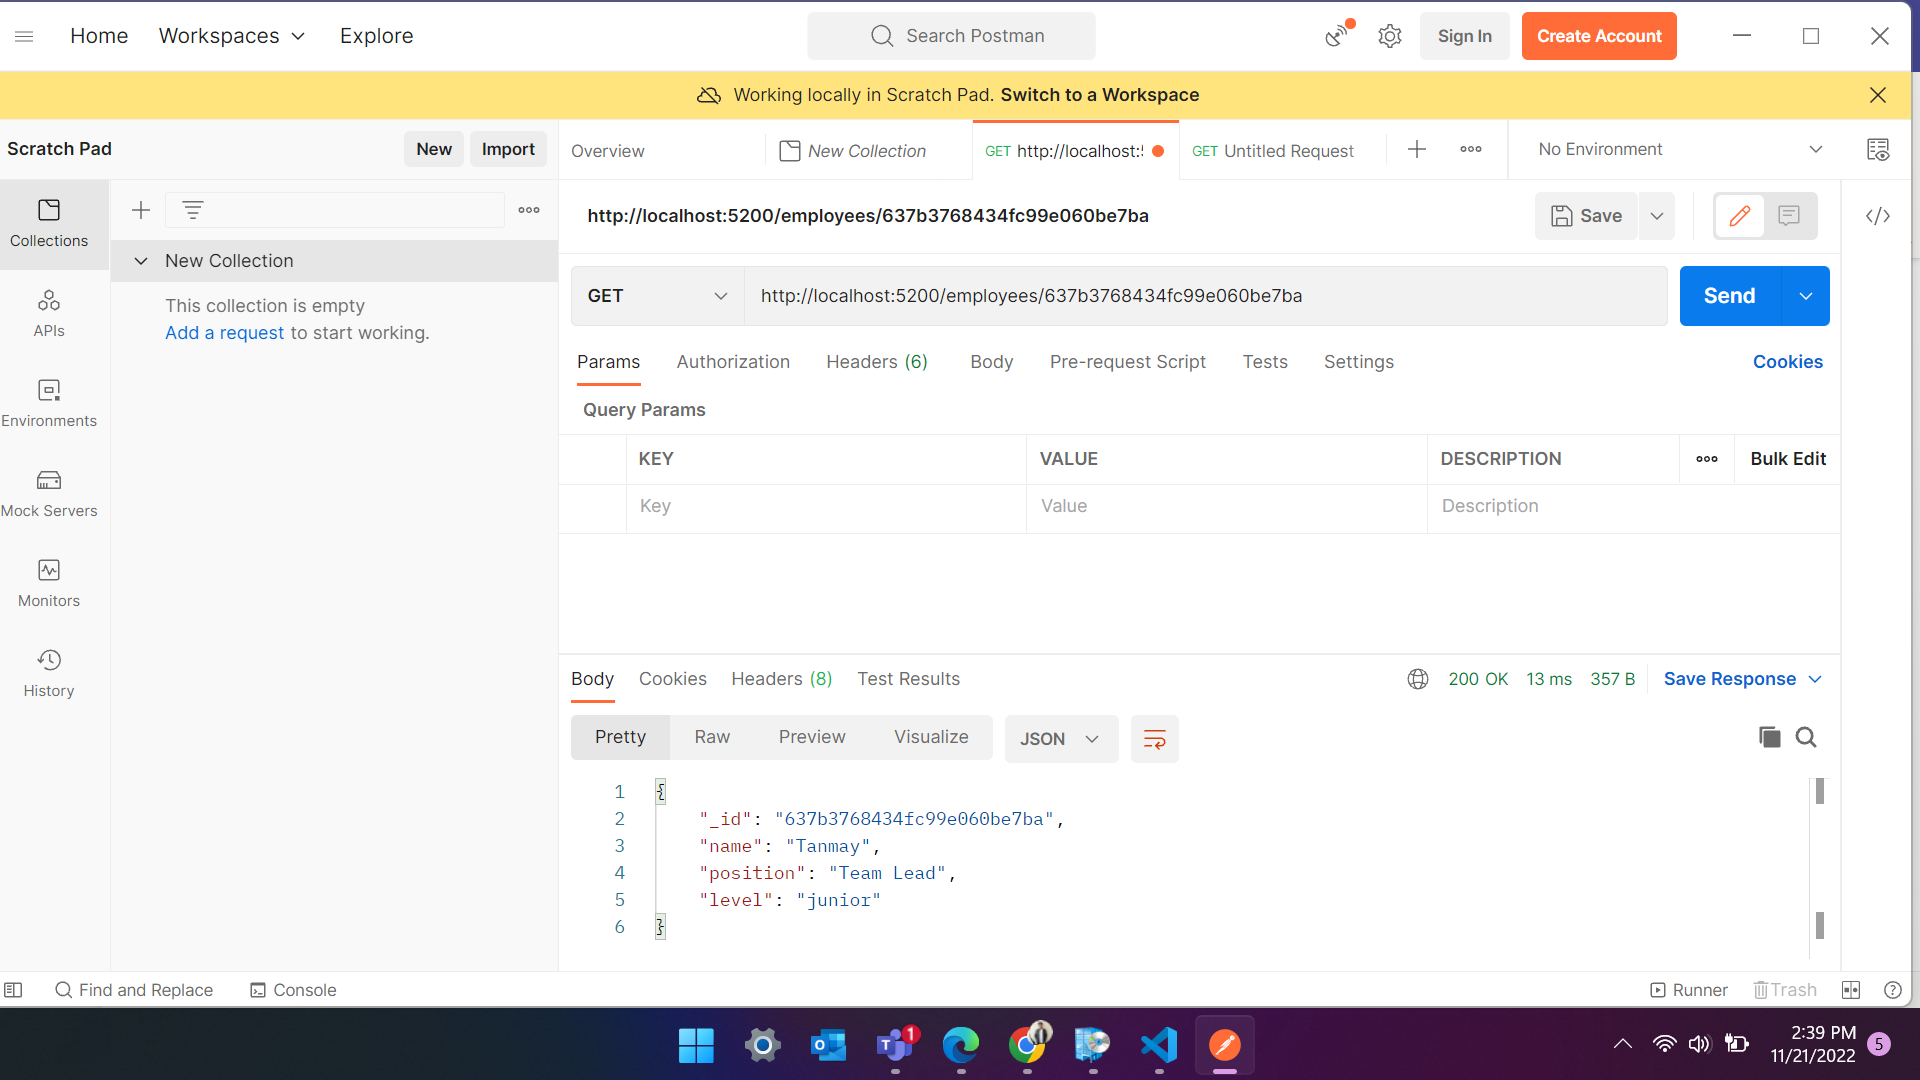 Home Workspaces Explore Search Postman Sign In Create Account
Working locally in Scratch Pad. Switch to a Workspace
Scratch Pad New Import Overview New Collection GET http://localhost: GET Untitled Request No Environment
Collections
APIs
Environments
Mock Servers
Monitors
History
New Collection
This collection is empty
Add a request to start working.
http://localhost:5200/employees/637b3768434fc99e060be7ba Save
GET http://localhost:5200/employees/637b3768434fc99e060be7ba Send
Params Authorization Headers (6) Body Pre-request Script Tests Settings Cookies
Query Params
KEY VALUE DESCRIPTION Bulk Edit
Key Value Description
Body Cookies Headers (8) Test Results 200 OK 13 ms 357 B Save Response
Pretty Raw Preview Visualize JSON
1 {
2 "_id": "637b3768434fc99e060be7ba",
3 "name": "Tanmay",
4 "position": "Team Lead",
5 "level": "junior"
6 }
Find and Replace Console Runner Trash
1
2:39 PM
11/21/2022
5